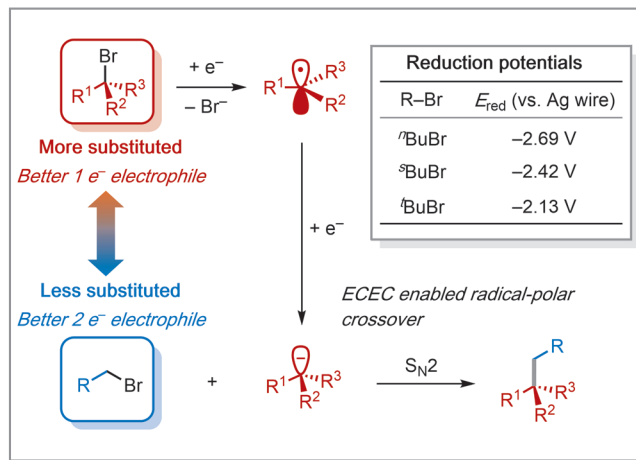 Br
R¹ R³
R²
+ e⁻
– Br⁻
R¹ R³
R²
More substituted
Better 1 e⁻ electrophile
Reduction potentials
R–Br E_red (vs. Ag wire)
ⁿBuBr –2.69 V
ˢBuBr –2.42 V
ᵗBuBr –2.13 V
+ e⁻
Less substituted
Better 2 e⁻ electrophile
ECEC enabled radical-polar
crossover
R Br
+
–
R¹ R³
R²
S_N2
R
R¹ R³
R²